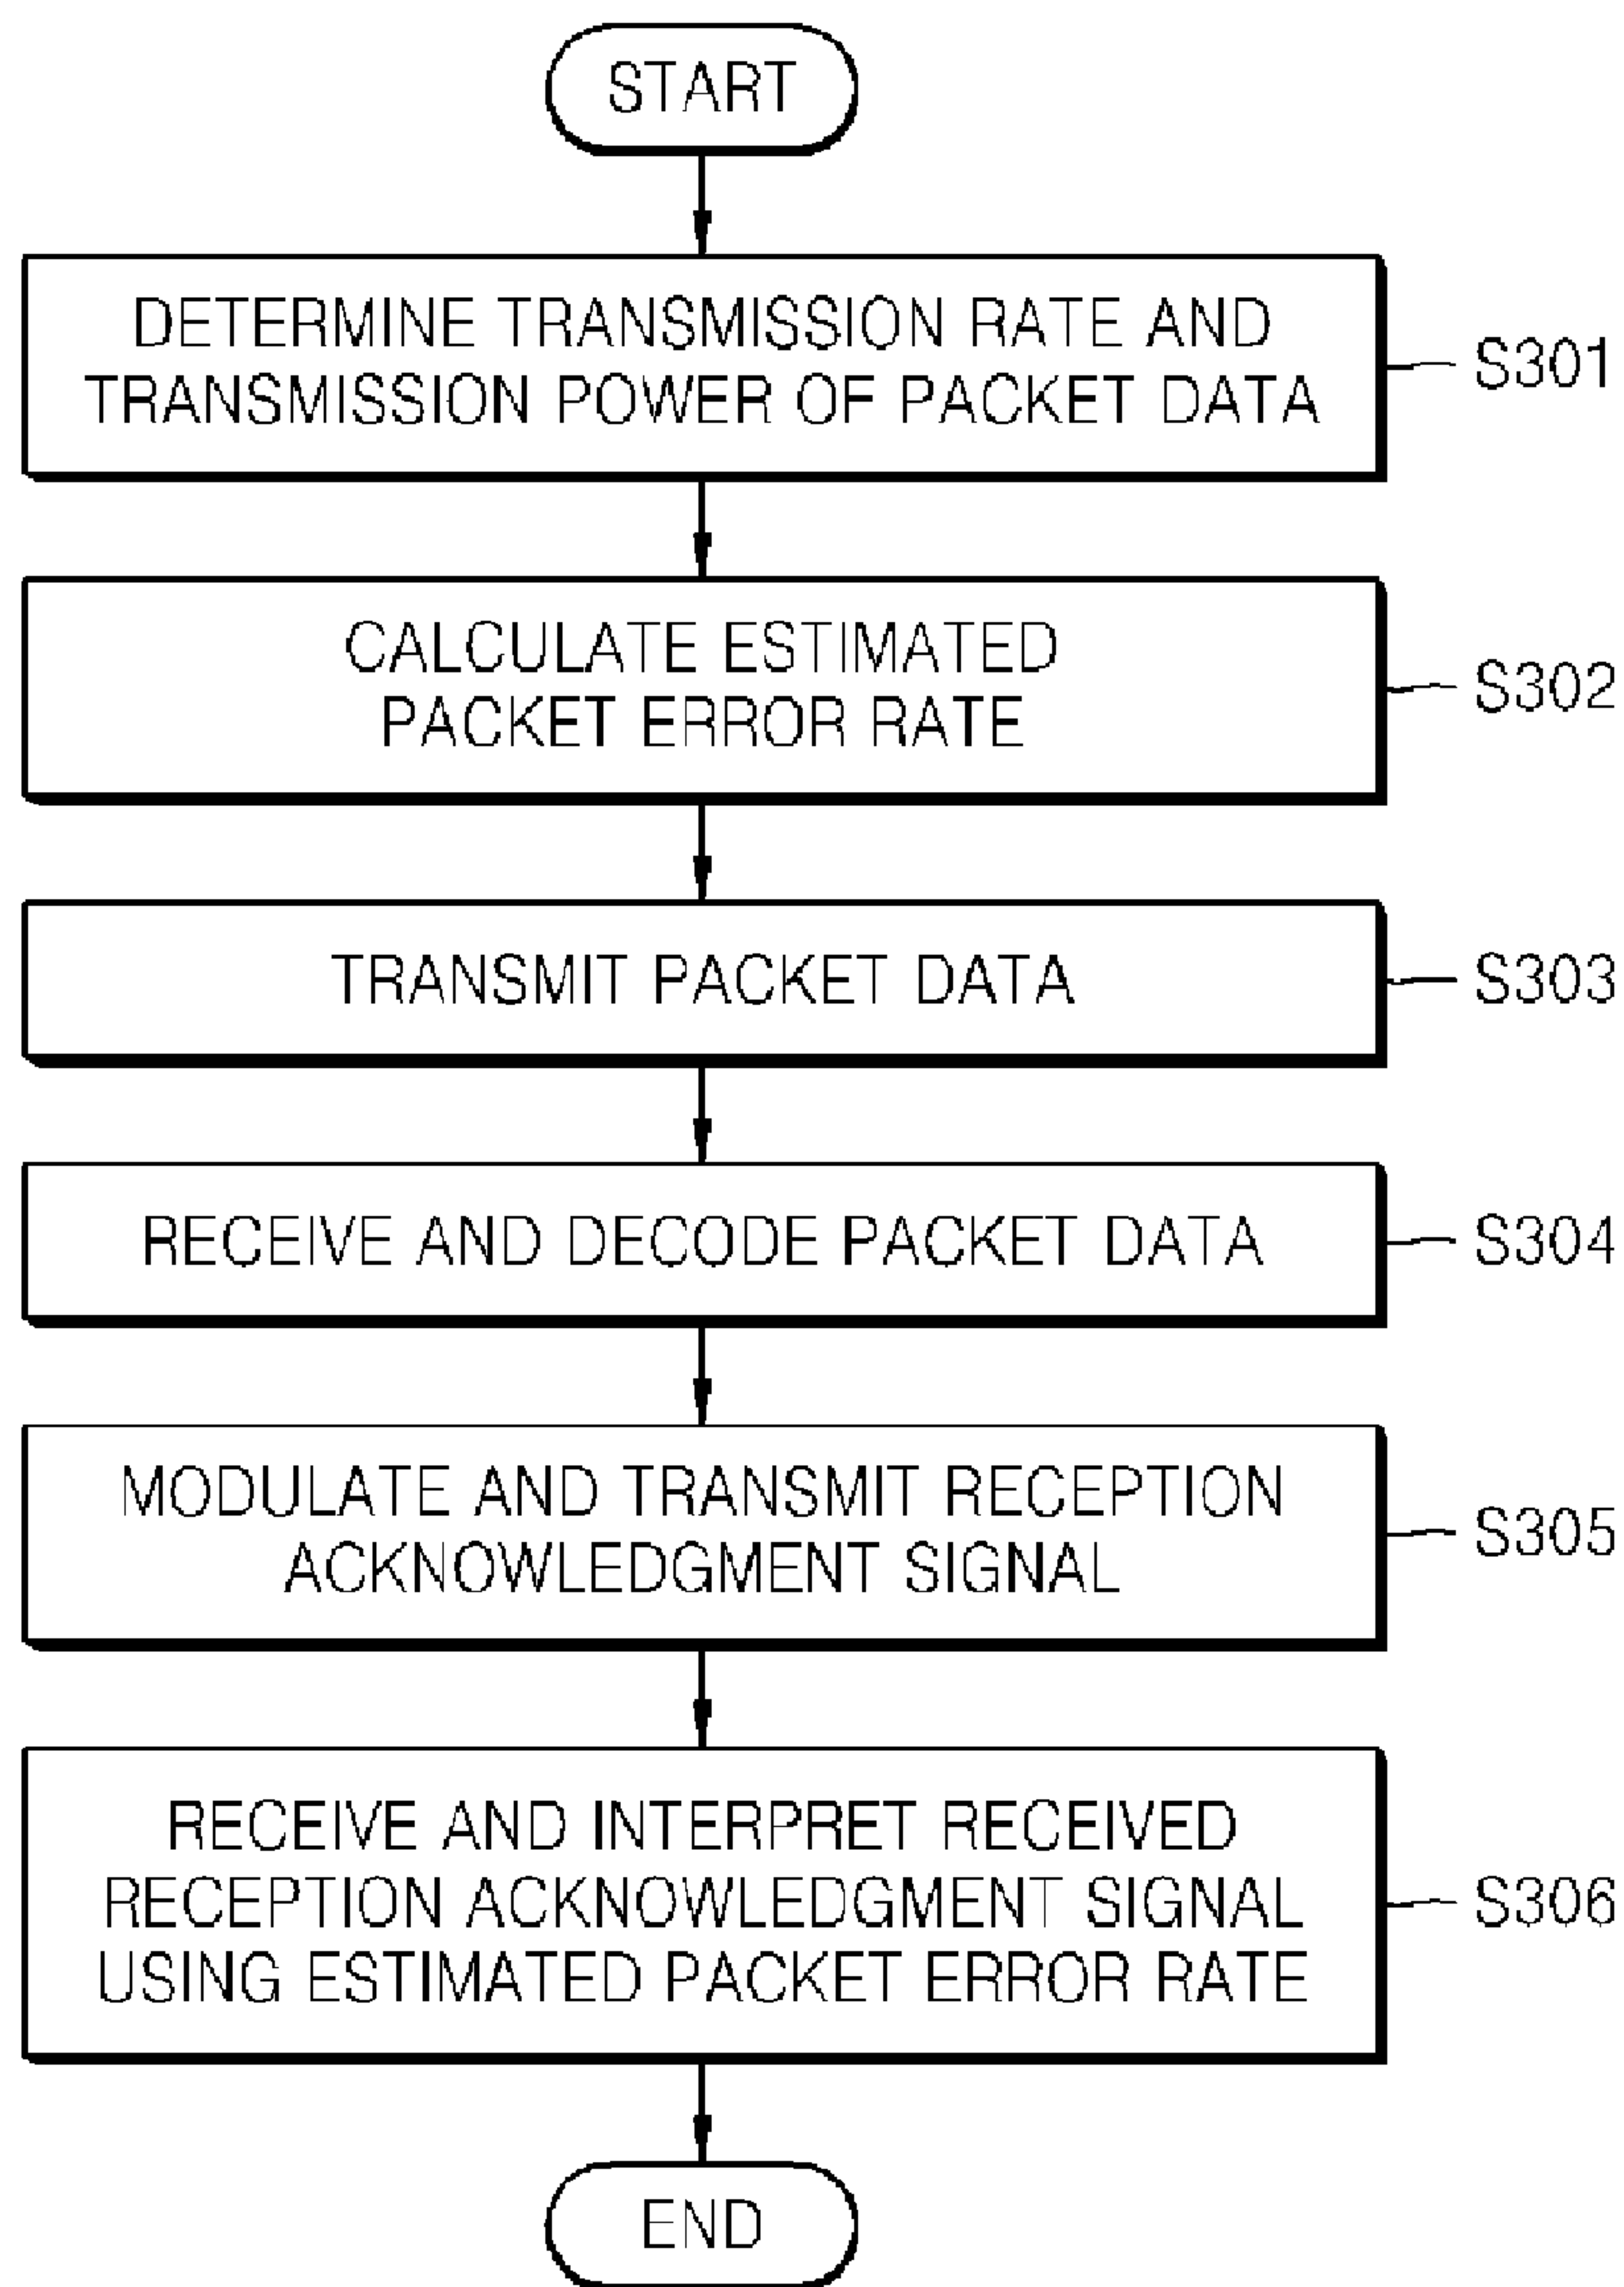 START
DETERMINE TRANSMISSION RATE AND
TRANSMISSION POWER OF PACKET DATA
S301
CALCULATE ESTIMATED
PACKET ERROR RATE
S302
TRANSMIT PACKET DATA
S303
RECEIVE AND DECODE PACKET DATA
S304
MODULATE AND TRANSMIT RECEPTION
ACKNOWLEDGMENT SIGNAL
S305
RECEIVE AND INTERPRET RECEIVED
RECEPTION ACKNOWLEDGMENT SIGNAL
USING ESTIMATED PACKET ERROR RATE
S306
END